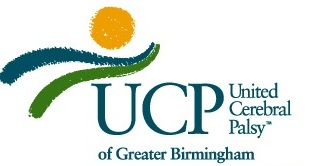 UCP United
Cerebral
Palsy™
of Greater Birmingham